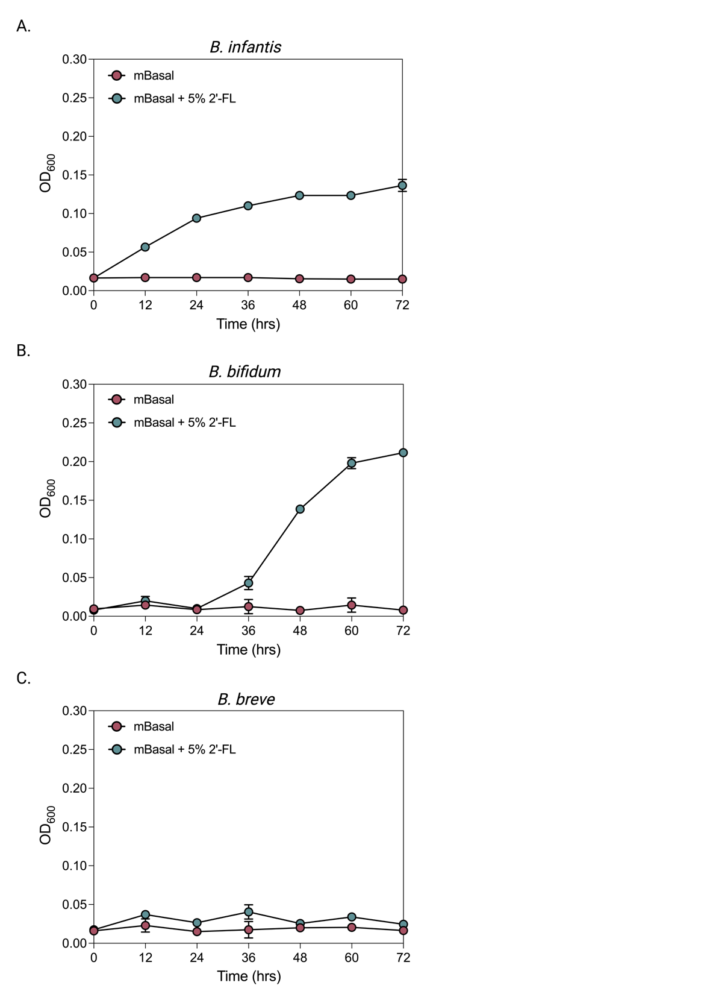 A.
B. infantis
0.30
mBasal
0.25
mBasal + 5% 2'-FL
0.20
0.15
OD600
0.10
0.05
0.00
0 12 24 36 48 60 72
Time (hrs)
B.
B. bifidum
0.30
mBasal
0.25
mBasal + 5% 2'-FL
0.20
0.15
OD600
0.10
0.05
0.00
0 12 24 36 48 60 72
Time (hrs)
C.
B. breve
0.30
mBasal
0.25
mBasal + 5% 2'-FL
0.20
0.15
OD600
0.10
0.05
0.00
0 12 24 36 48 60 72
Time (hrs)